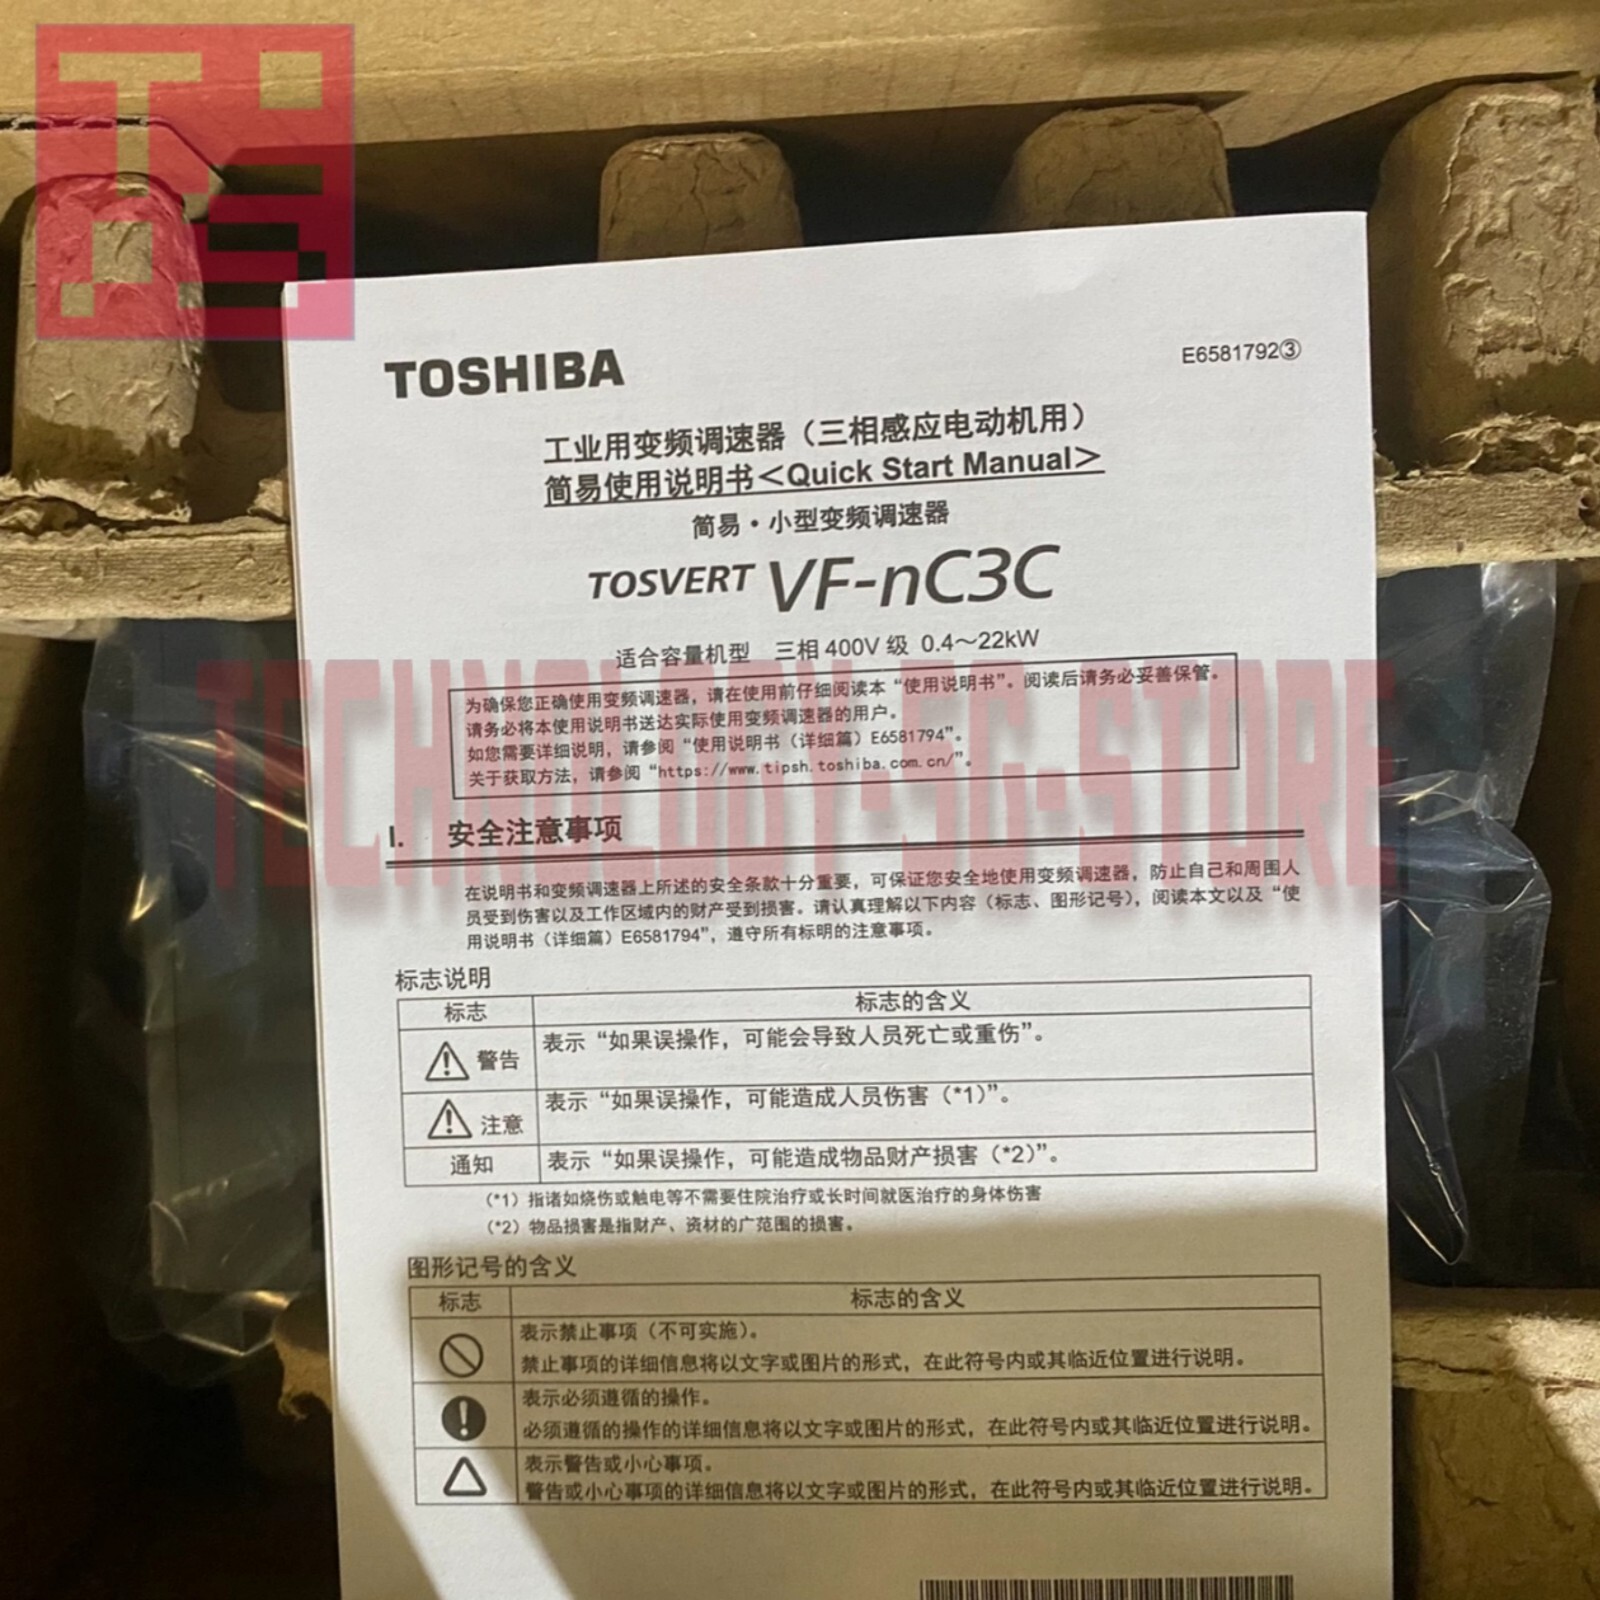 TOSHIBA
E6581792③
工业用变频调速器（三相感应电动机用）
简易使用说明书＜Quick Start Manual＞
简易・小型变频调速器
TOSVERT VF-nC3C
适合容量机型 三相 400V 级 0.4～22kW
为确保您正确使用变频调速器，请在使用前仔细阅读本“使用说明书”。阅读后请务必妥善保管。
请务必将本使用说明书送达实际使用变频调速器的用户。
如您需要详细说明，请参阅“使用说明书（详细篇）E6581794”。
关于获取方法，请参阅“https://www.tipsh.toshiba.com.cn/”。
TECHNOLOGY-5G-STORE
I. 安全注意事项
在说明书和变频调速器上所述的安全条款十分重要，可保证您安全地使用变频调速器，防止自己和周围人
员受到伤害以及工作区域内的财产受到损害。请认真理解以下内容（标志、图形记号），阅读本文以及“使
用说明书（详细篇）E6581794”，遵守所有标明的注意事项。
标志说明
标志 标志的含义
警告 表示“如果误操作，可能会导致人员死亡或重伤”。
注意 表示“如果误操作，可能造成人员伤害（*1）”。
通知 表示“如果误操作，可能造成物品财产损害（*2）”。
（*1）指诸如烧伤或触电等不需要住院治疗或长时间就医治疗的身体伤害
（*2）物品损害是指财产、资材的广范围的损害。
图形记号的含义
标志 标志的含义
表示禁止事项（不可实施）。
禁止事项的详细信息将以文字或图片的形式，在此符号内或其临近位置进行说明。
表示必须遵循的操作。
必须遵循的操作的详细信息将以文字或图片的形式，在此符号内或其临近位置进行说明。
表示警告或小心事项。
警告或小心事项的详细信息将以文字或图片的形式，在此符号内或其临近位置进行说明。